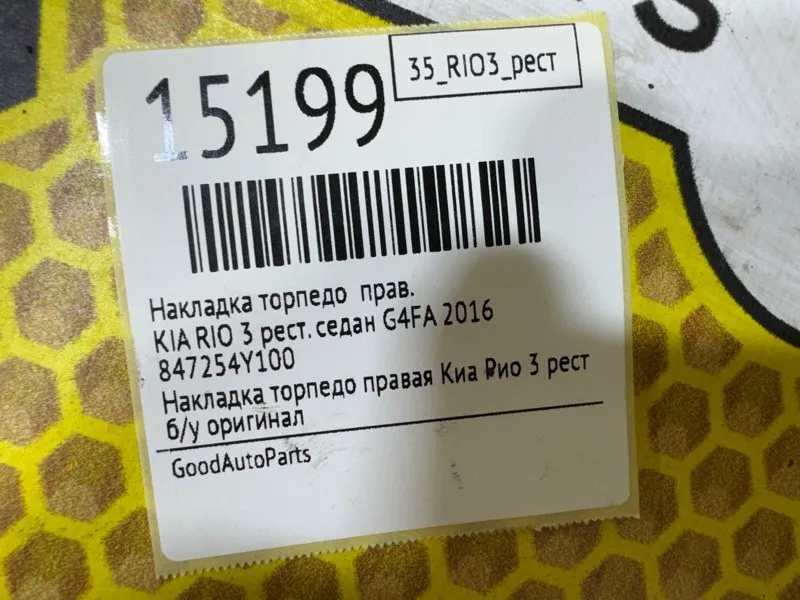 35_RIO3_рест
15199
Накладка торпедо прав.
KIA RIO 3 рест. седан G4FA 2016
847254Y100
Накладка торпедо правая Киа Рио 3 рест
б/у оригинал
GoodAutoParts